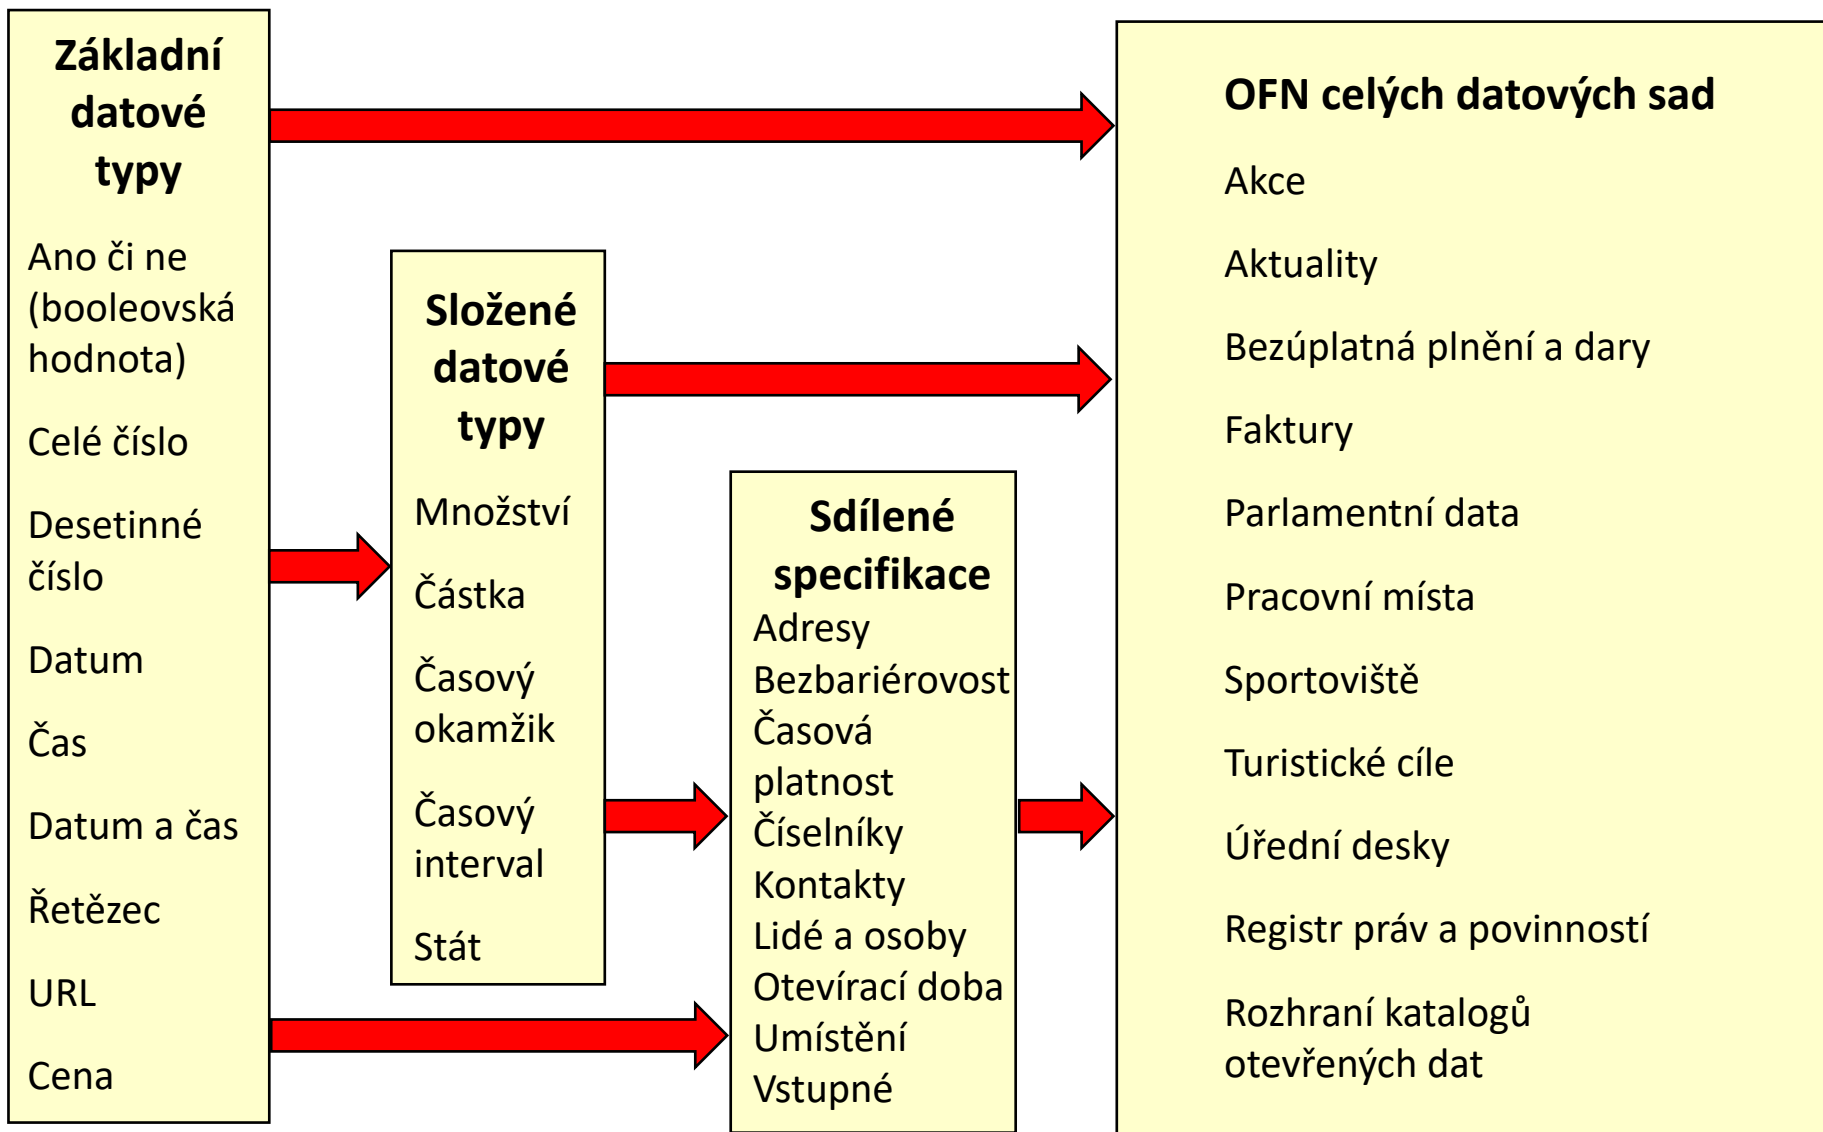 Základní
datové
typy
Ano či ne
(booleovská
hodnota)
Celé číslo
Desetinné
číslo
Datum
Čas
Datum a čas
Řetězec
URL
Cena
Složené
datové
typy
Množství
Částka
Časový
okamžik
Časový
interval
Stát
Sdílené
specifikace
Adresy
Bezbariérovost
Časová
platnost
Číselníky
Kontakty
Lidé a osoby
Otevírací doba
Umístění
Vstupné
OFN celých datových sad
Akce
Aktuality
Bezúplatná plnění a dary
Faktury
Parlamentní data
Pracovní místa
Sportoviště
Turistické cíle
Úřední desky
Registr práv a povinností
Rozhraní katalogů
otevřených dat